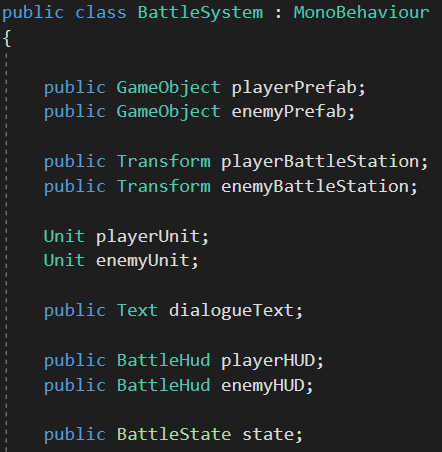 public class BattleSystem : MonoBehaviour
{
public GameObject playerPrefab;
public GameObject enemyPrefab;
public Transform playerBattleStation;
public Transform enemyBattleStation;
Unit playerUnit;
Unit enemyUnit;
public Text dialogueText;
public BattleHud playerHUD;
public BattleHud enemyHUD;
public BattleState state;